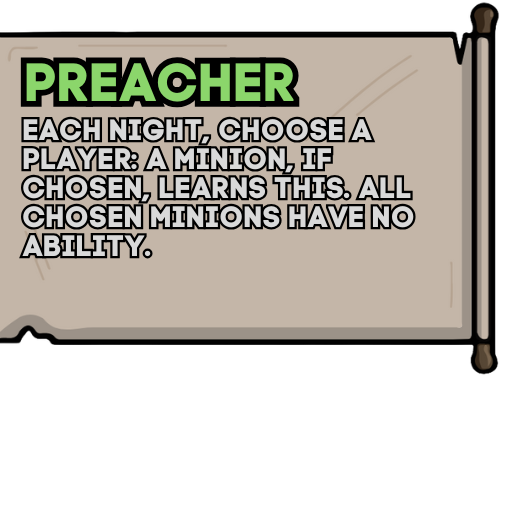 PREACHER
EACH NIGHT, CHOOSE A
PLAYER: A MINION, IF
CHOSEN, LEARNS THIS. ALL
CHOSEN MINIONS HAVE NO
ABILITY.